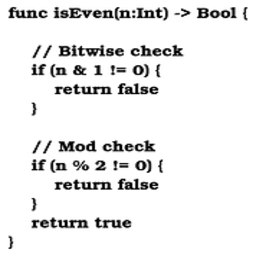 func isEven(n:Int) -> Bool {
// Bitwise check
if (n & 1 != 0) {
return false
}
// Mod check
if (n % 2 != 0) {
return false
}
return true
}